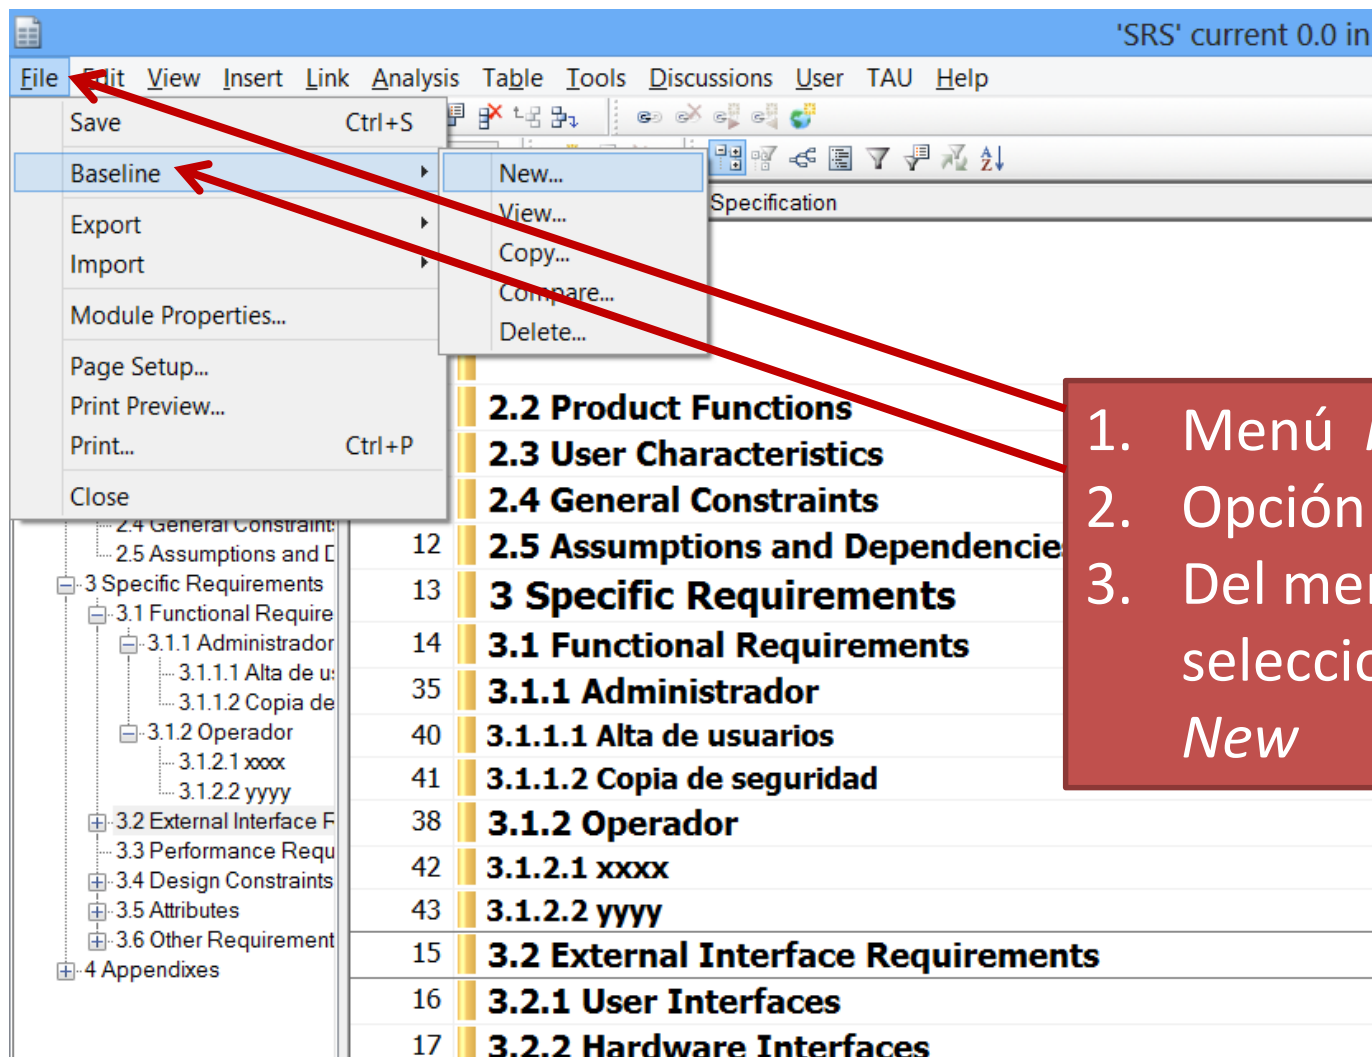 'SRS' current 0.0 in
File Edit View Insert Link Analysis Table Tools Discussions User TAU Help
Save Ctrl+S
Baseline
Export
Import
Module Properties...
Page Setup...
Print Preview...
Print... Ctrl+P
Close
New...
View...
Copy...
Compare...
Delete...
Specification
2.4 General Constraint
2.5 Assumptions and
3 Specific Requirements
3.1 Functional Require
3.1.1 Administrador
3.1.1.1 Alta de
3.1.1.2 Copia de
3.1.2 Operador
3.1.2.1 xxxx
3.1.2.2 yyyy
3.2 External Interface
3.3 Performance Requ
3.4 Design Constraints
3.5 Attributes
3.6 Other Requirement
4 Appendixes
2.2 Product Functions
2.3 User Characteristics
2.4 General Constraints
12 2.5 Assumptions and Dependencie
13 3 Specific Requirements
14 3.1 Functional Requirements
35 3.1.1 Administrador
40 3.1.1.1 Alta de usuarios
41 3.1.1.2 Copia de seguridad
38 3.1.2 Operador
42 3.1.2.1 xxxx
43 3.1.2.2 yyyy
15 3.2 External Interface Requirements
16 3.2.1 User Interfaces
17 3.2.2 Hardware Interfaces
1. Menú
2. Opción
3. Del me
seleccio
New